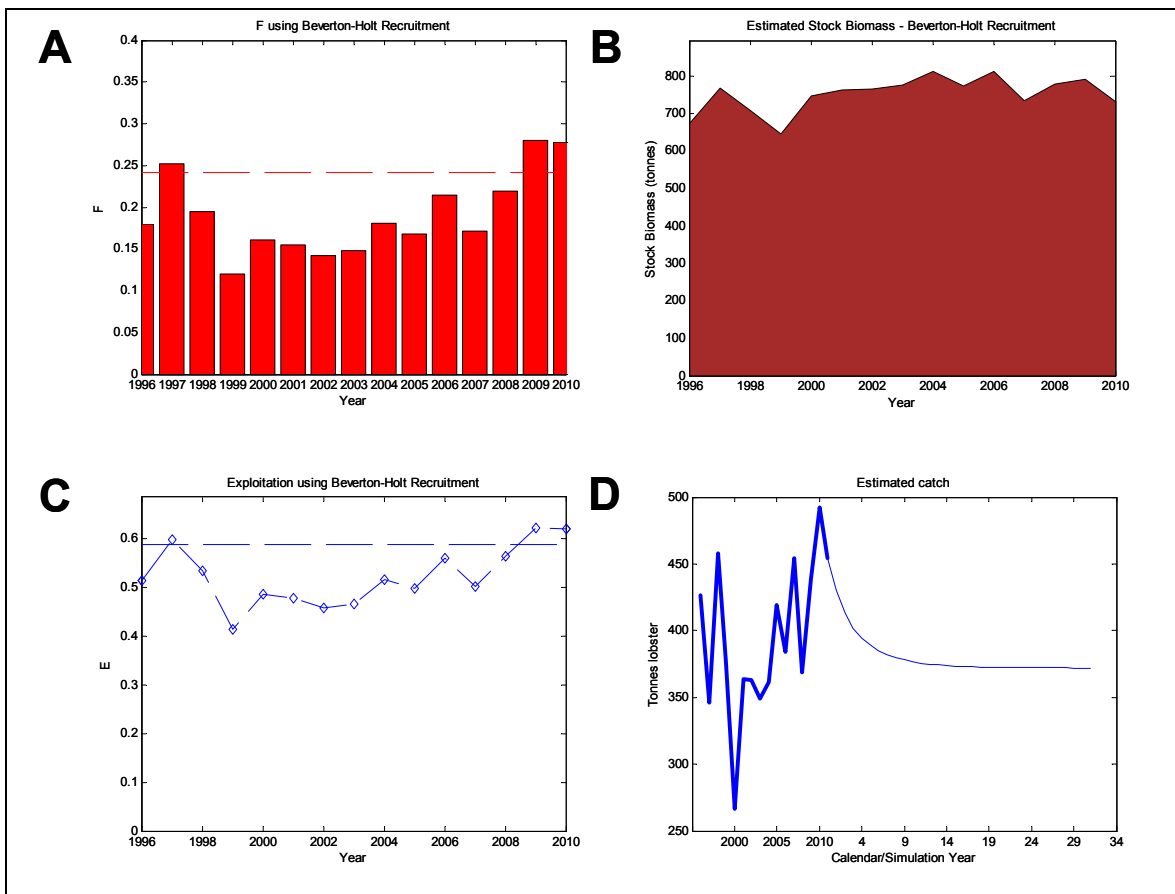 A
F using Beverton-Holt Recruitment
0.4
0.35
0.3
0.25
0.2
0.15
0.1
0.05
0
F
1996 1997 1998 1999 2000 2001 2002 2003 2004 2005 2006 2007 2008 2009 2010
Year
B
Estimated Stock Biomass - Beverton-Holt Recruitment
800
700
600
500
400
300
200
100
0
Stock Biomass (tonnes)
1996 1998 2000 2002 2004 2006 2008 2010
Year
C
Exploitation using Beverton-Holt Recruitment
0.6
0.5
0.4
0.3
0.2
0.1
0
E
1996 1998 2000 2002 2004 2006 2008 2010
Year
D
Estimated catch
500
450
400
350
300
250
Tonnes lobster
2000 2005 2010 4 9 14 19 24 29 34
Calendar/Simulation Year